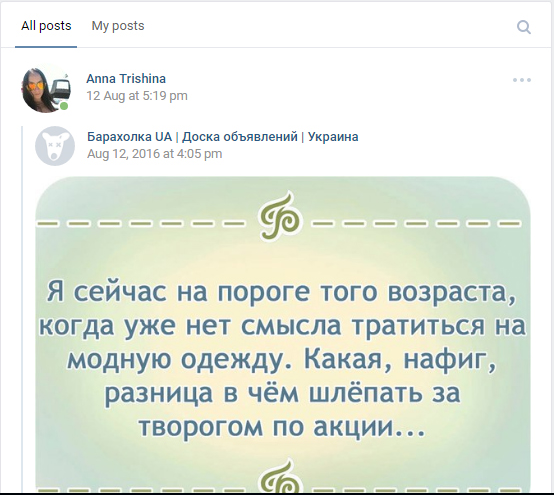 All posts My posts
Anna Trishina
12 Aug at 5:19 pm
Барахолка UA | Доска объявлений | Украина
Aug 12, 2016 at 4:05 pm
Я сейчас на пороге того возраста,
когда уже нет смысла тратиться на
модную одежду. Какая, нафиг,
разница в чём шлёпать за
творогом по акции...